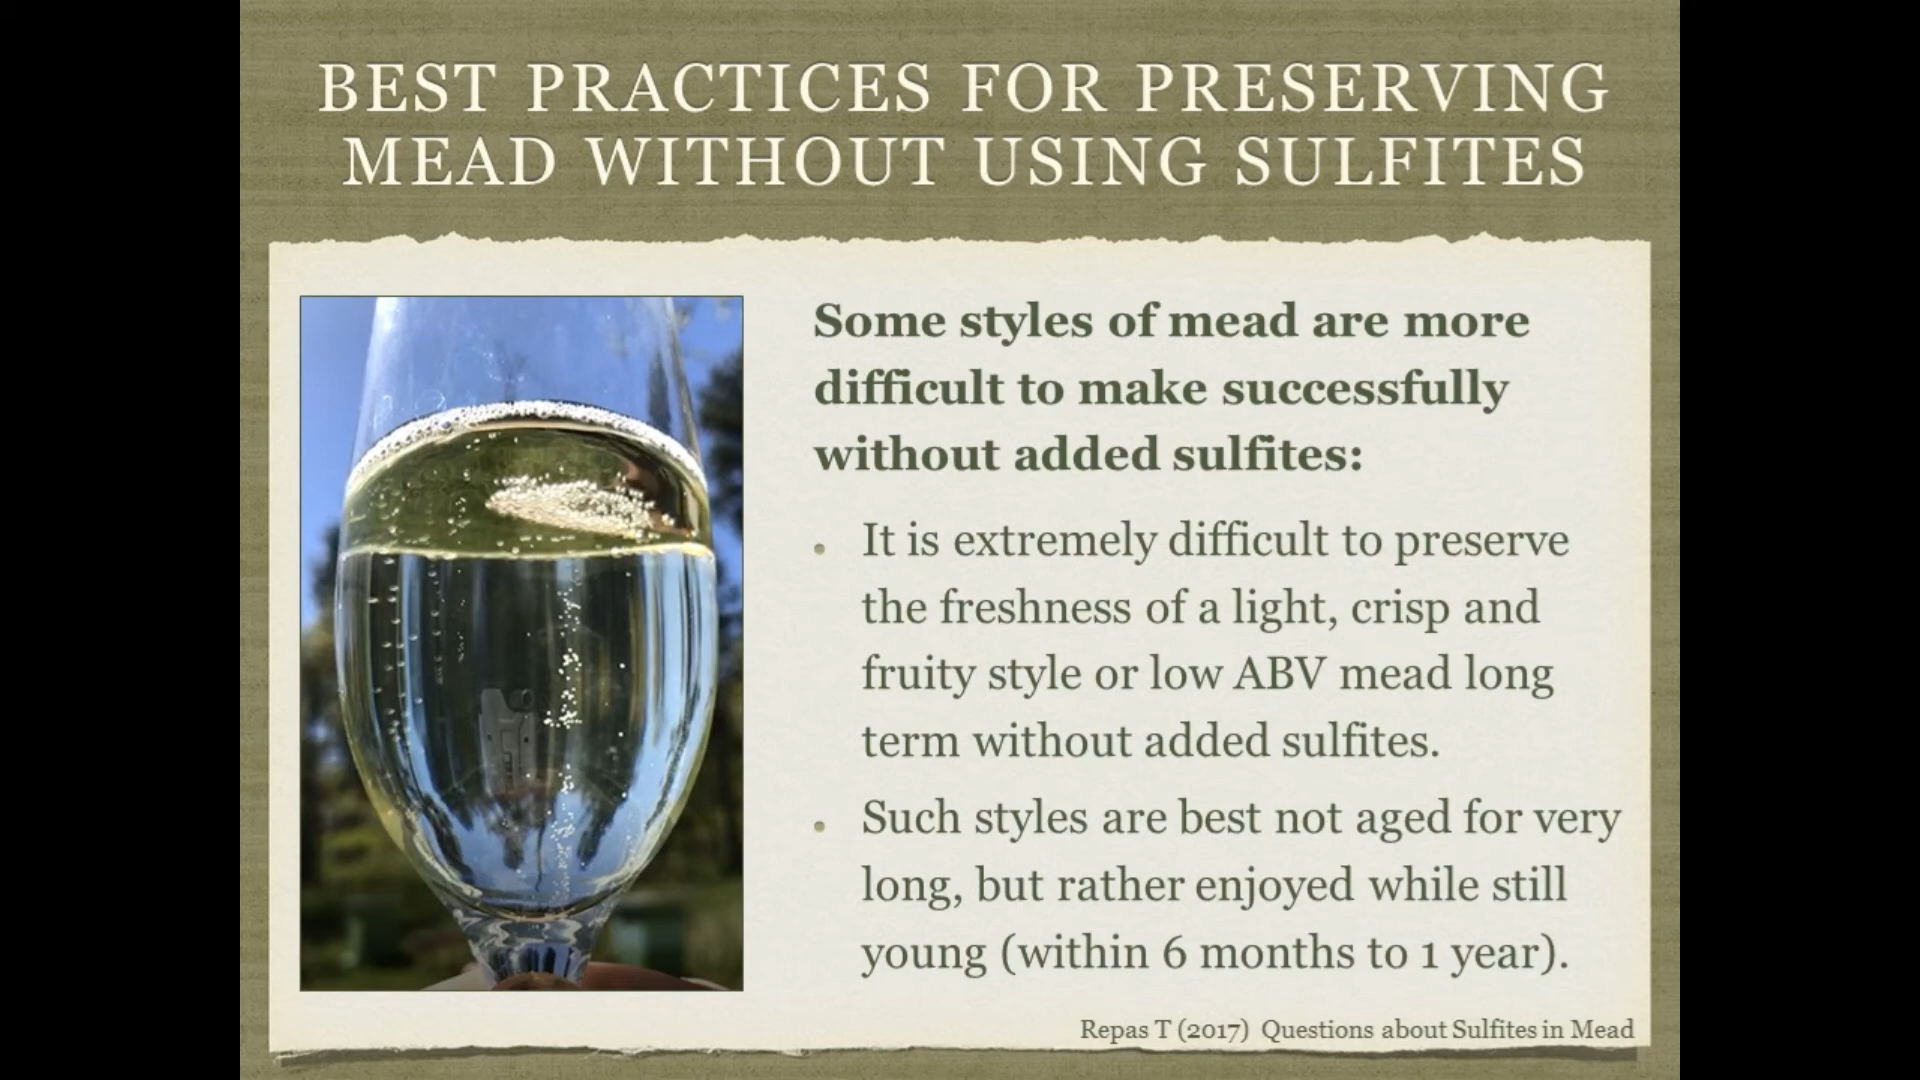 BEST PRACTICES FOR PRESERVING
MEAD WITHOUT USING SULFITES
Some styles of mead are more
difficult to make successfully
without added sulfites:
• It is extremely difficult to preserve
the freshness of a light, crisp and
fruity style or low ABV mead long
term without added sulfites.
• Such styles are best not aged for very
long, but rather enjoyed while still
young (within 6 months to 1 year).
Repas T (2017) Questions about Sulfites in Mead